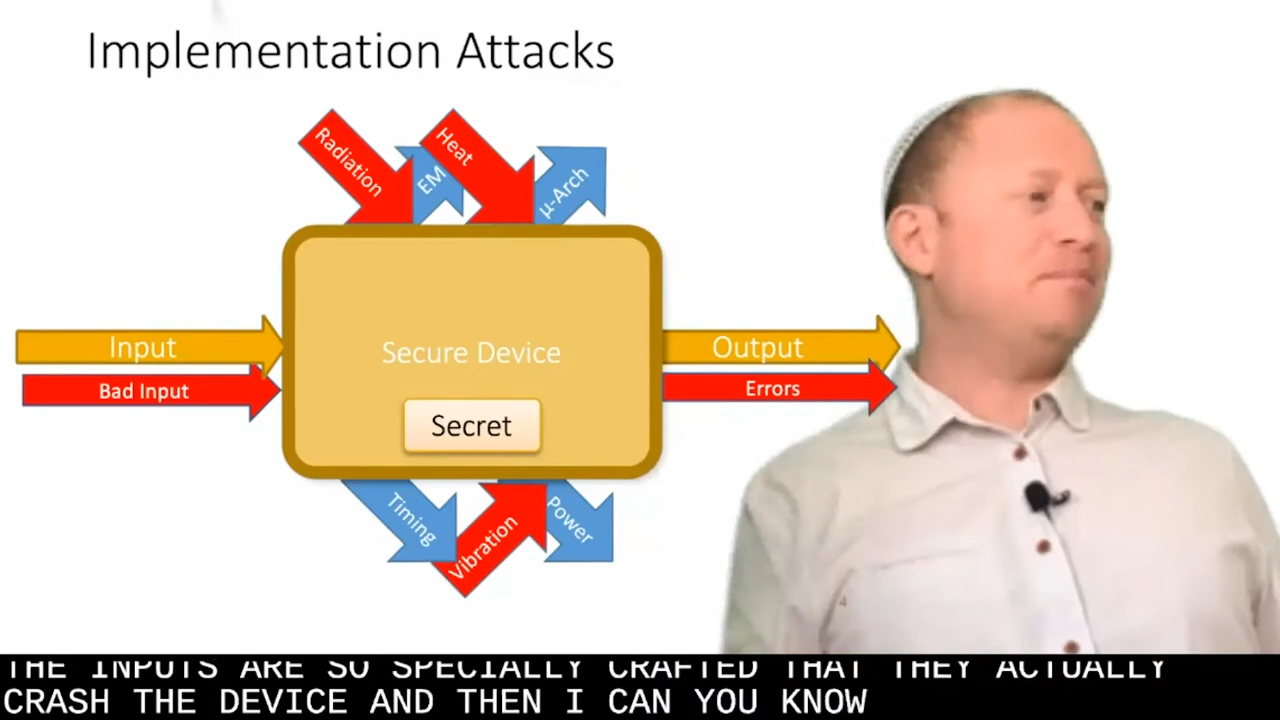 Implementation Attacks
Radiation
EM
Heat
μ-Arch
Input
Bad Input
Secure Device
Secret
Output
Errors
Timing
Vibration
Power
4
THE INPUTS ARE SO SPECIALLY CRAFTED THAT THEY ACTUALLY
CRASH THE DEVICE AND THEN I CAN YOU KNOW